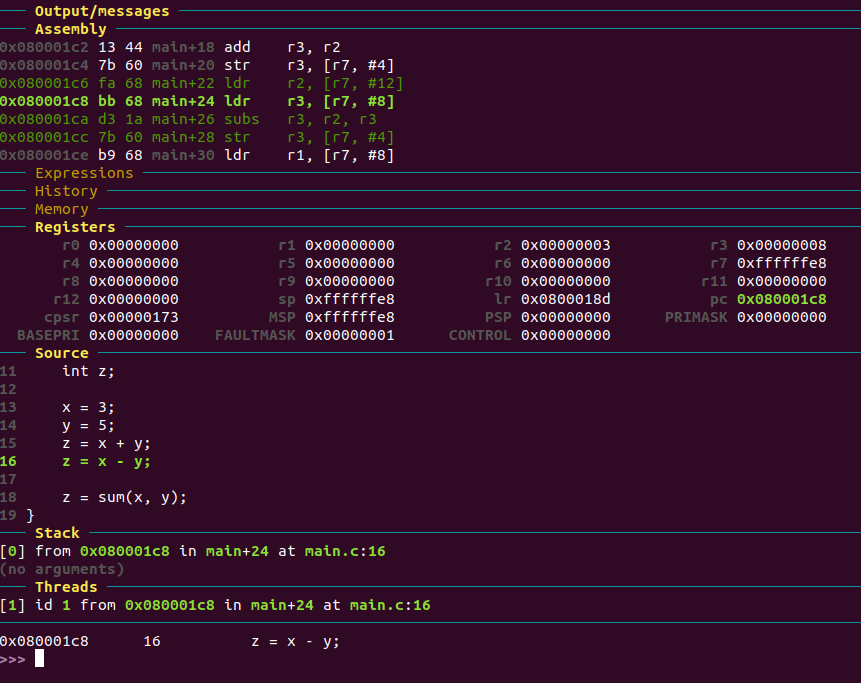 Output/messages
Assembly
0x080001c2 13 44 main+18 add r3, r2
0x080001c4 7b 60 main+20 str r3, [r7, #4]
0x080001c6 fa 68 main+22 ldr r2, [r7, #12]
0x080001c8 bb 68 main+24 ldr r3, [r7, #8]
0x080001ca d3 1a main+26 subs r3, r2, r3
0x080001cc 7b 60 main+28 str r3, [r7, #4]
0x080001ce b9 68 main+30 ldr r1, [r7, #8]
Expressions
History
Memory
Registers
r0 0x00000000 r1 0x00000000 r2 0x00000003 r3 0x00000008
r4 0x00000000 r5 0x00000000 r6 0x00000000 r7 0xffffffe8
r8 0x00000000 r9 0x00000000 r10 0x00000000 r11 0x00000000
r12 0x00000000 sp 0xffffffe8 lr 0x0800018d pc 0x080001c8
cpsr 0x00000173 MSP 0xffffffe8 PSP 0x00000000 PRIMASK 0x00000000
BASEPRI 0x00000000 FAULTMASK 0x00000001 CONTROL 0x00000000
Source
11 int z;
12
13 x = 3;
14 y = 5;
15 z = x + y;
16 z = x - y;
17
18 z = sum(x, y);
19 }
Stack
[0] from 0x080001c8 in main+24 at main.c:16
(no arguments)
Threads
[1] id 1 from 0x080001c8 in main+24 at main.c:16
0x080001c8 16 z = x - y;
>>>